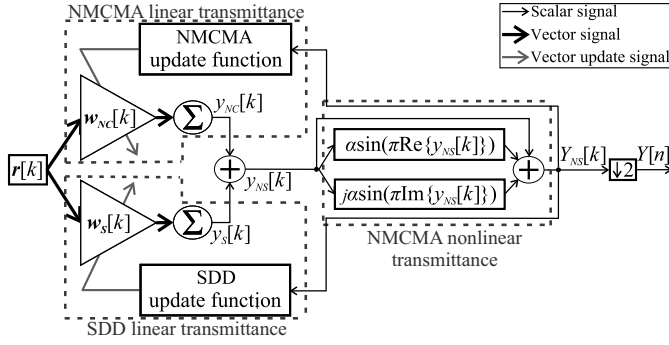 NMCMA linear transmittance
Scalar signal
Vector signal
Vector update signal
NMCMA
update function
w_NC[k]
Σ
y_NC[k]
r[k]
+
y_NS[k]
αsin(πRe{y_NS[k]})
jαsin(πIm{y_NS[k]})
+
Y_NS[k]
↓2
Y[n]
w_S[k]
Σ
y_S[k]
NMCMA nonlinear
transmittance
SDD
update function
SDD linear transmittance